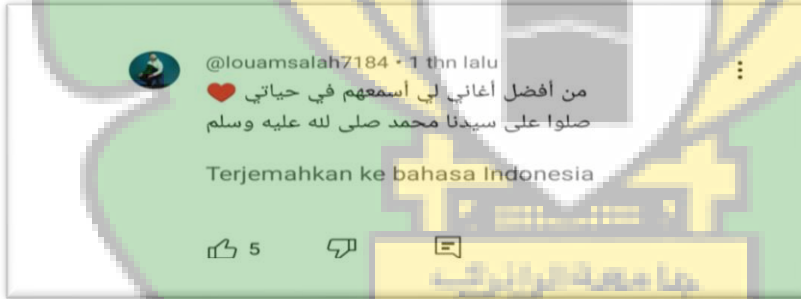 @louamsalah7184 • 1 thn lalu
من أفضل أغاني لي أسمعهم في حياتي ❤️
صلوا على سيدنا محمد صلى لله عليه وسلم
Terjemahkan ke bahasa Indonesia
5